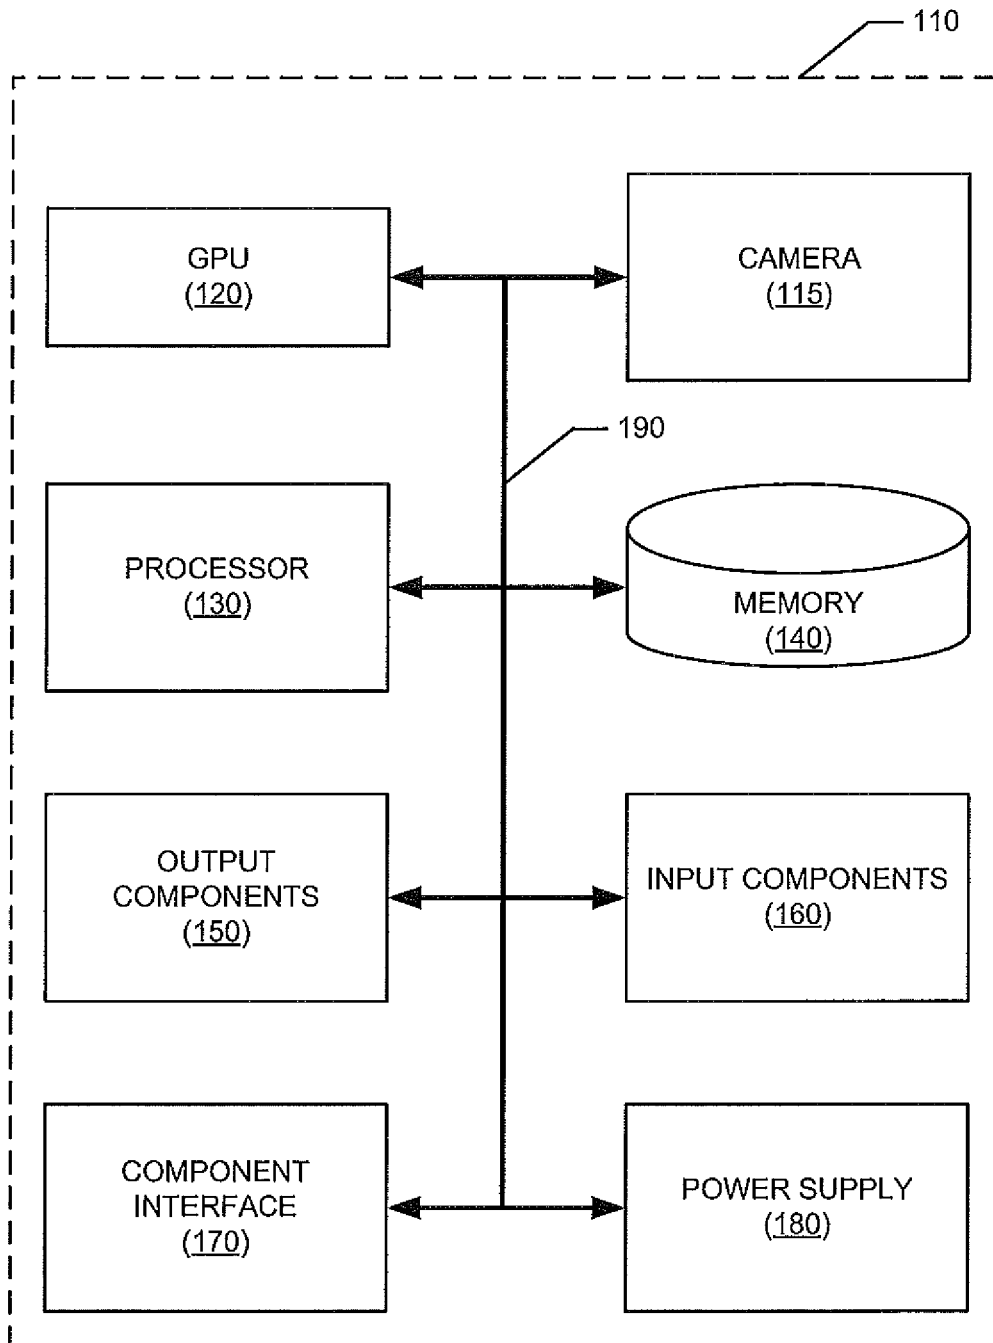 110
GPU
(120)
CAMERA
(115)
190
PROCESSOR
(130)
MEMORY
(140)
OUTPUT
COMPONENTS
(150)
INPUT COMPONENTS
(160)
COMPONENT
INTERFACE
(170)
POWER SUPPLY
(180)